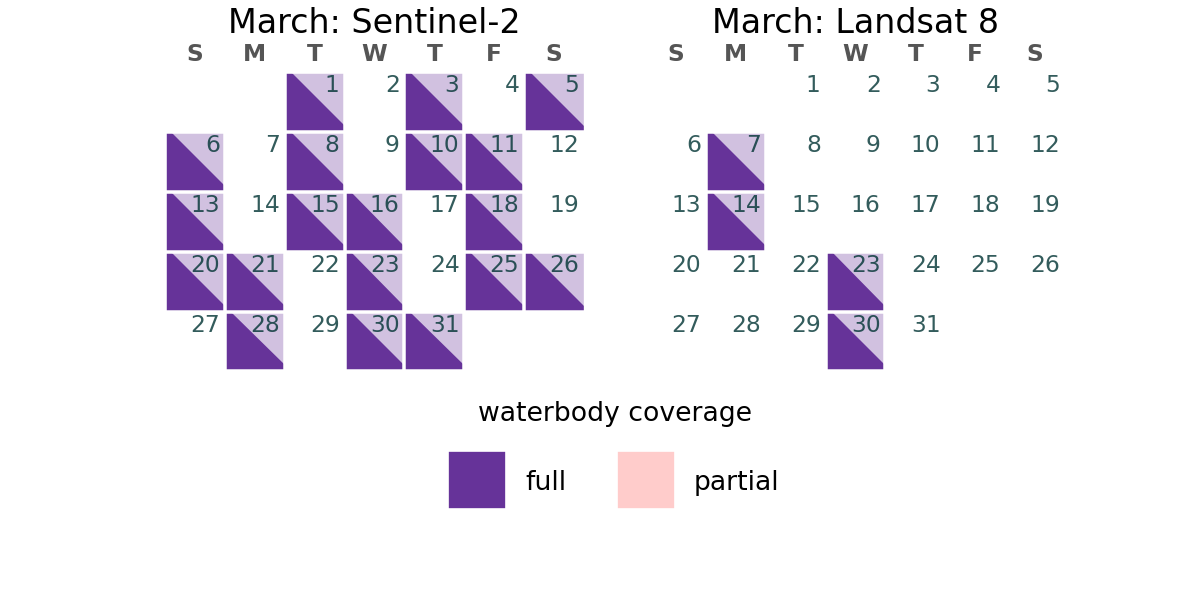 March: Sentinel-2
S M T W T F S
1 2 3 4 5
6 7 8 9 10 11 12
13 14 15 16 17 18 19
20 21 22 23 24 25 26
27 28 29 30 31
March: Landsat 8
S M T W T F S
1 2 3 4 5
6 7 8 9 10 11 12
13 14 15 16 17 18 19
20 21 22 23 24 25 26
27 28 29 30 31
waterbody coverage
full partial